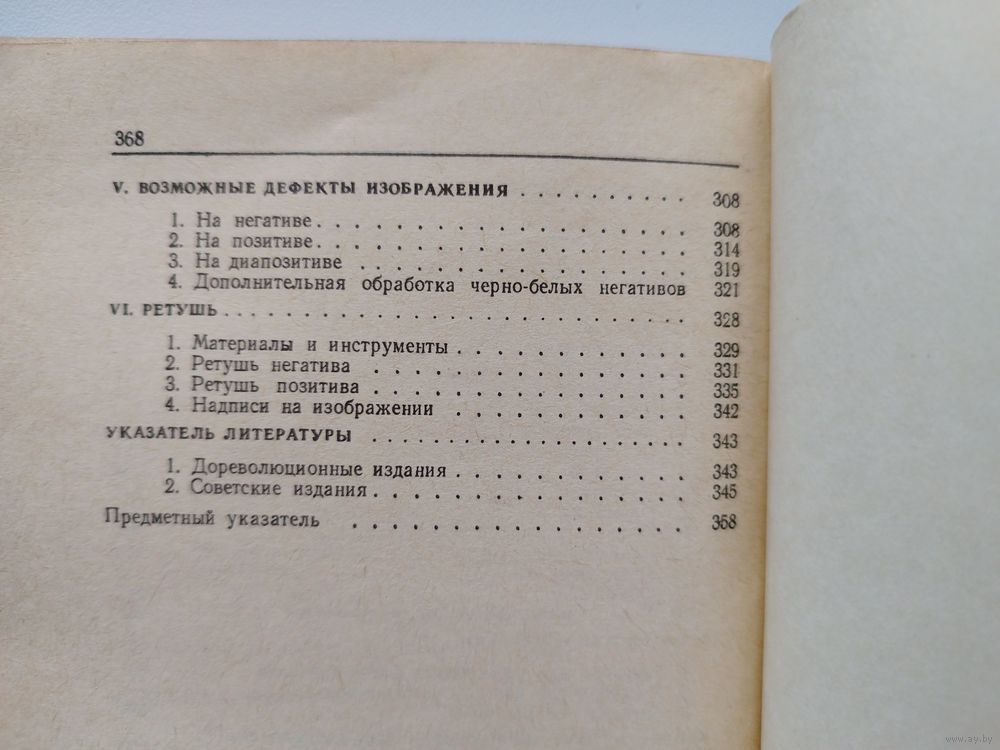 368
V. ВОЗМОЖНЫЕ ДЕФЕКТЫ ИЗОБРАЖЕНИЯ . . . . . . . . . 308
1. На негативе . . . . . . . . . . . . . . . . . 308
2. На позитиве . . . . . . . . . . . . . . . . . 314
3. На диапозитиве . . . . . . . . . . . . . . . 319
4. Дополнительная обработка черно-белых негативов 321
VI. РЕТУШЬ . . . . . . . . . . . . . . . . . . 328
1. Материалы и инструменты . . . . . . . . . . 329
2. Ретушь негатива . . . . . . . . . . . . . . 331
3. Ретушь позитива . . . . . . . . . . . . . . 335
4. Надписи на изображении . . . . . . . . . . 342
УКАЗАТЕЛЬ ЛИТЕРАТУРЫ . . . . . . . . . . . . . 343
1. Дореволюционные издания . . . . . . . . . . 343
2. Советские издания . . . . . . . . . . . . . 345
Предметный указатель . . . . . . . . . . . . . . 358
www.ay.by